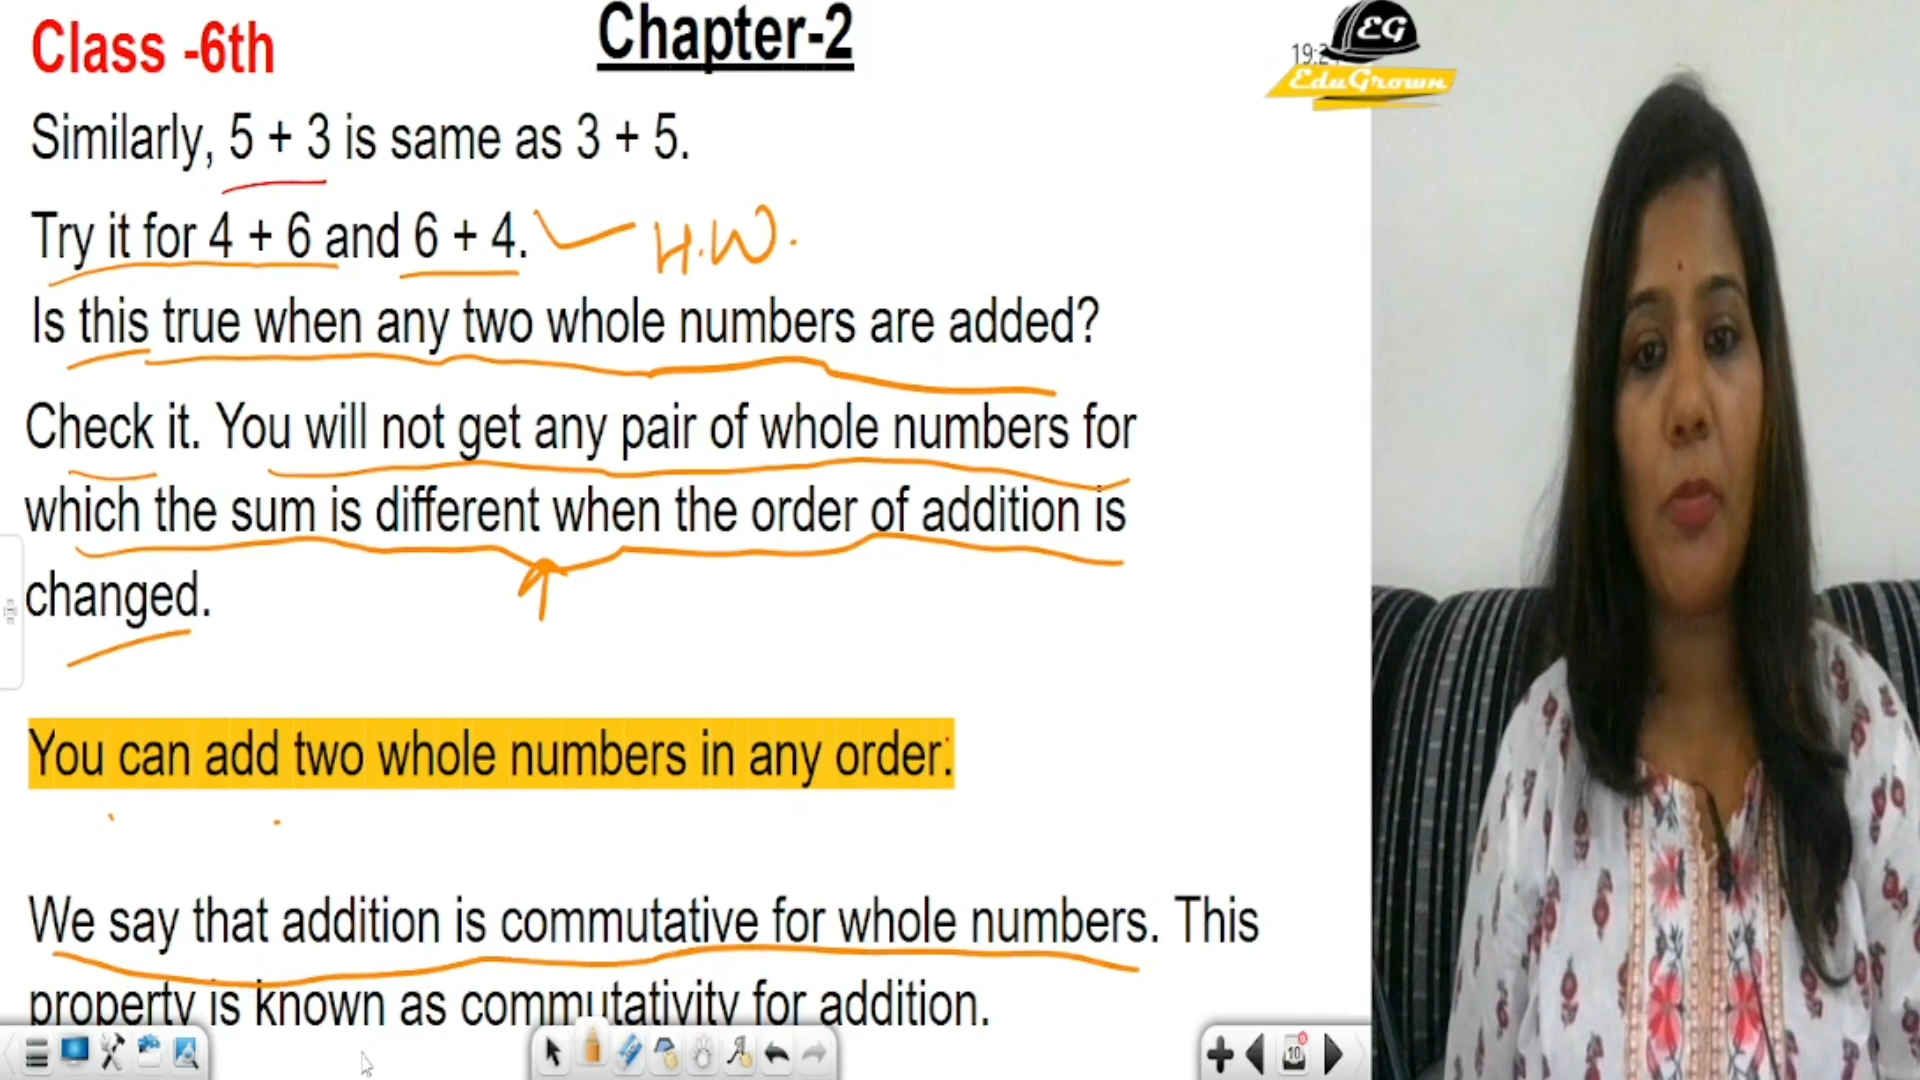 Class -6th
Chapter-2
EG
EduGrown
Similarly, 5 + 3 is same as 3 + 5.
Try it for 4 + 6 and 6 + 4. H.W.
Is this true when any two whole numbers are added?
Check it. You will not get any pair of whole numbers for
which the sum is different when the order of addition is
changed.
You can add two whole numbers in any order.
We say that addition is commutative for whole numbers. This
property is known as commutativity for addition.
10